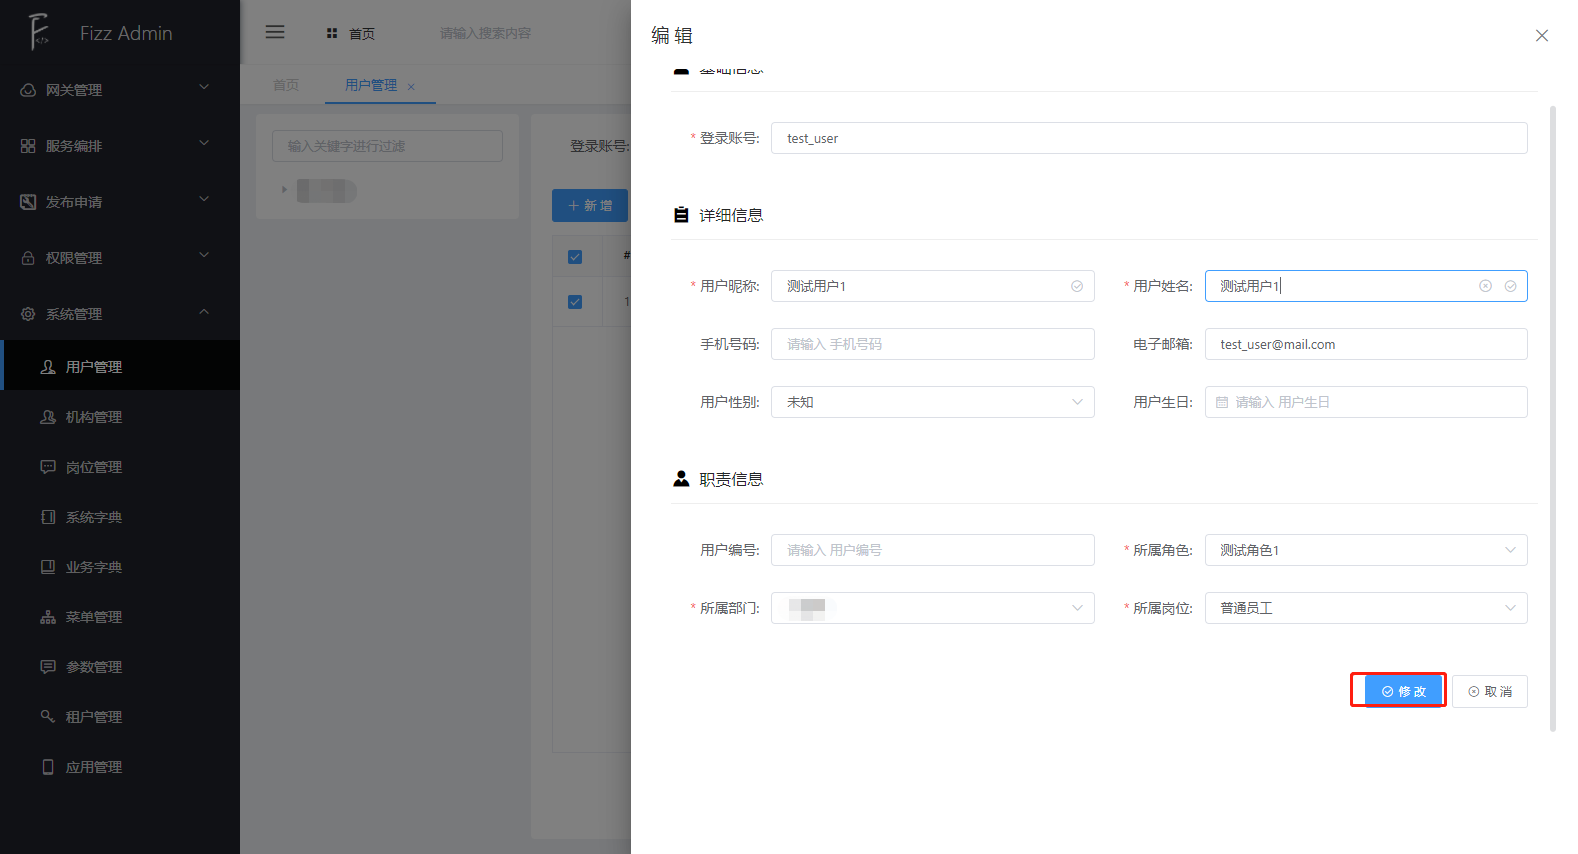 Fizz Admin
网关管理
服务编排
发布申请
权限管理
系统管理
用户管理
机构管理
岗位管理
系统字典
业务字典
菜单管理
参数管理
租户管理
应用管理
首页
请输入搜索内容
首页
用户管理 ×
输入关键字进行过滤
登录账号:
+ 新 增
#
1
编 辑
基础信息
* 登录账号:
test_user
详细信息
* 用户昵称:
测试用户1
* 用户姓名:
测试用户1
手机号码:
请输入 手机号码
电子邮箱:
test_user@mail.com
用户性别:
未知
用户生日:
请输入 用户生日
职责信息
用户编号:
请输入 用户编号
* 所属角色:
测试角色1
* 所属部门:
* 所属岗位:
普通员工
修 改
取 消